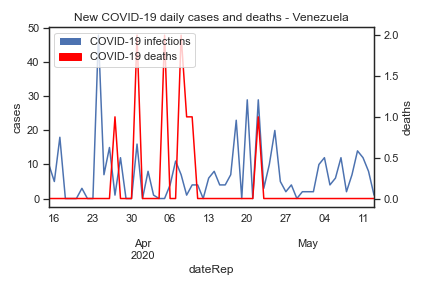 New COVID-19 daily cases and deaths - Venezuela
COVID-19 infections
COVID-19 deaths
50
40
30
20
10
0
cases
2.0
1.5
1.0
0.5
0.0
deaths
16 23 30 06 13 20 27 04 11
Apr May
2020
dateRep